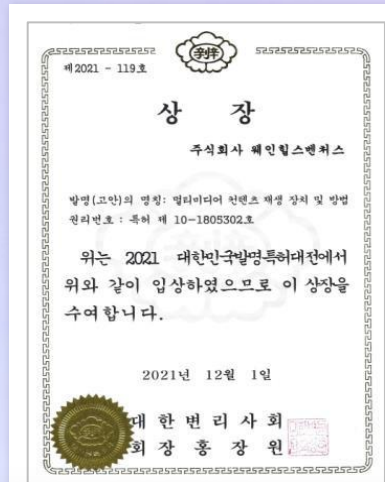 제2021 - 119호
상 장
주식회사 웨인힐스벤처스
발명(고안)의 명칭: 멀티미디어 컨텐츠 재생 장치 및 방법
권리번호 : 특허 제 10-1805302호
위는 2021 대한민국발명특허대전에서
위와 같이 입상하였으므로 이 상장을
수여합니다.
2021년 12월 1일
대한변리사회
회장 홍장원